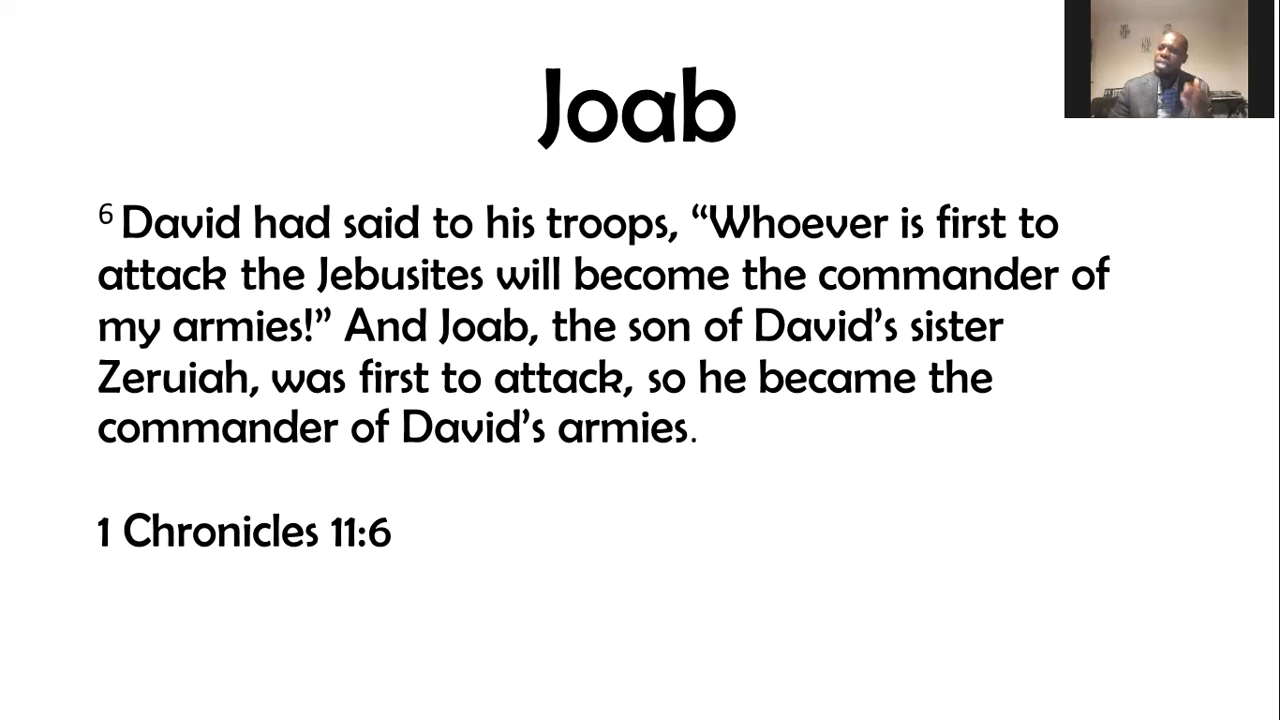 Joab
6 David had said to his troops, “Whoever is first to
attack the Jebusites will become the commander of
my armies!” And Joab, the son of David’s sister
Zeruiah, was first to attack, so he became the
commander of David’s armies.
1 Chronicles 11:6